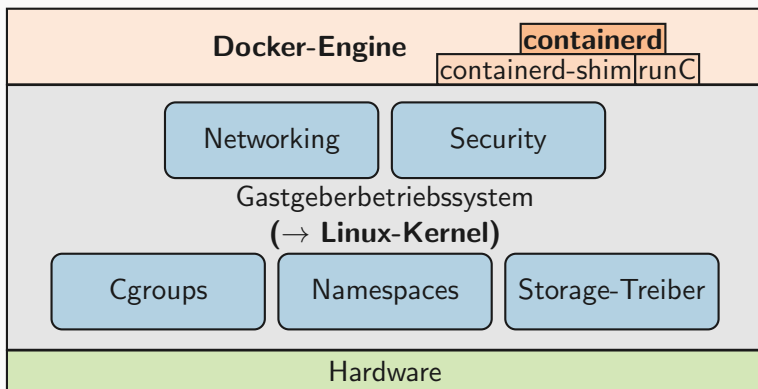 Docker-Engine
containerd
containerd-shim runC
Networking Security
Gastgeberbetriebssystem
(→ Linux-Kernel)
Cgroups Namespaces Storage-Treiber
Hardware